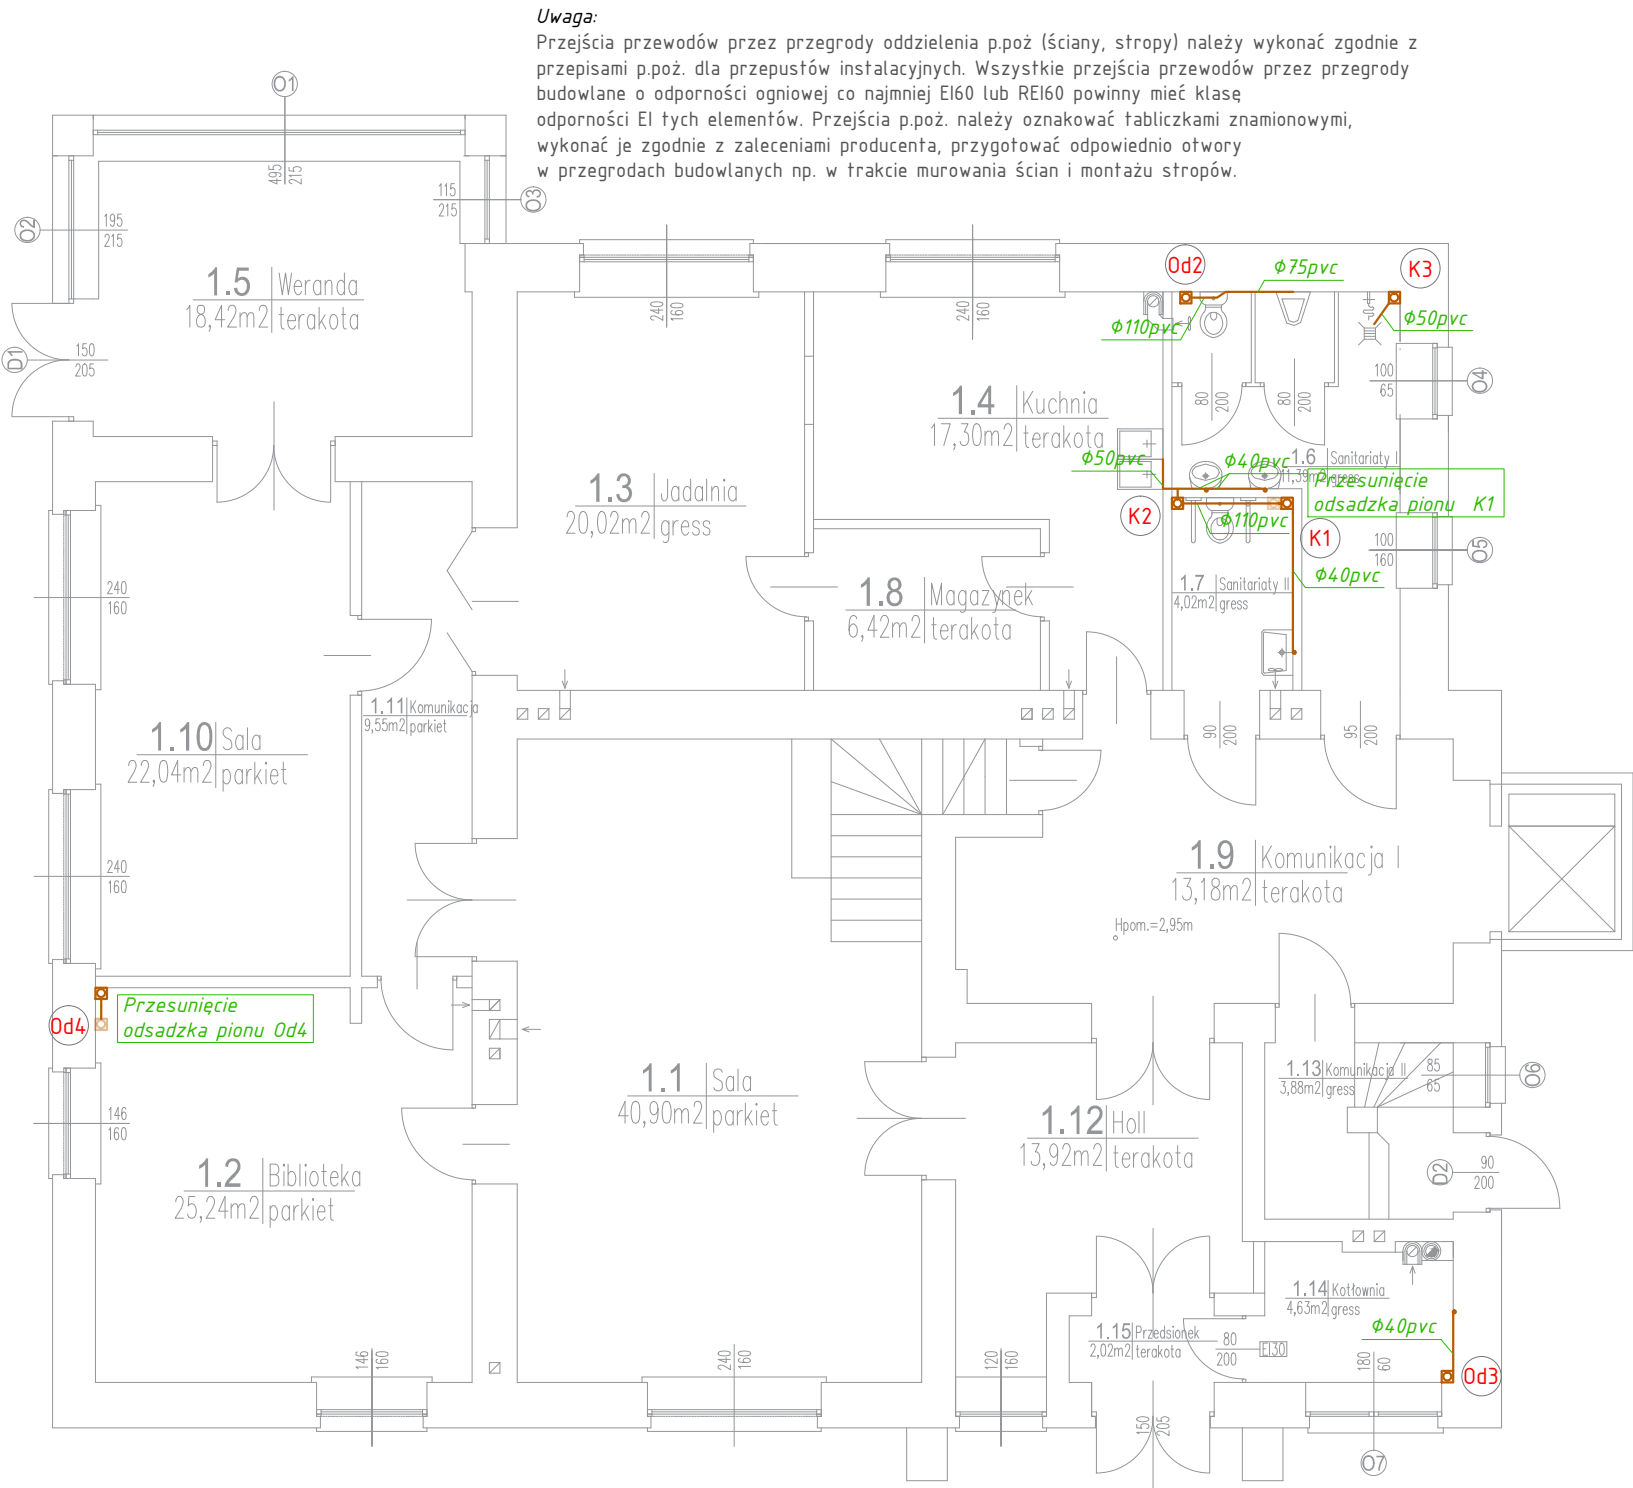 Uwaga:
Przejścia przewodów przez przegrody oddzielenia p.poż (ściany, stropy) należy wykonać zgodnie z
przepisami p.poż. dla przepustów instalacyjnych. Wszystkie przejścia przewodów przez przegrody
budowlane o odporności ogniowej co najmniej EI60 lub REI60 powinny mieć klasę
odporności EI tych elementów. Przejścia p.poż. należy oznakować tabliczkami znamionowymi,
wykonać je zgodnie z zaleceniami producenta, przygotować odpowiednio otwory
w przegrodach budowlanych np. w trakcie murowania ścian i montażu stropów.
O1
495
215
115
215
O3
O2
195
215
1.5 Weranda
18,42m2 terakota
D1
150
205
240
160
240
160
Od2
Φ75pvc
K3
Φ110pvc
Φ50pvc
100
65
O4
80
200
80
200
1.4 Kuchnia
17,30m2 terakota
1.3 Jadalnia
20,02m2 gress
Φ50pvc
Φ40pvc
1.6 Sanitariaty I
11,39m2 gress
Przesunięcie
odsadzka pionu K1
K2
Φ110pvc
K1
100
160
O5
Φ40pvc
1.7 Sanitariaty II
4,02m2 gress
1.8 Magazynek
6,42m2 terakota
240
160
1.11 Komunikacja
9,55m2 parkiet
1.10 Sala
22,04m2 parkiet
90
200
95
200
240
160
1.9 Komunikacja I
13,18m2 terakota
Hpom.=2,95m
Od4
Przesunięcie
odsadzka pionu Od4
1.1 Sala
40,90m2 parkiet
1.13 Komunikacja II
3,88m2 gress
85
65
O6
146
160
1.12 Holl
13,92m2 terakota
1.2 Biblioteka
25,24m2 parkiet
D2
90
200
1.14 Kotłownia
4,63m2 gress
Φ40pvc
1.15 Przedsionek
2,02m2 terakota
80
200
EI30
146
160
240
160
120
160
180
60
Od3
150
205
O7